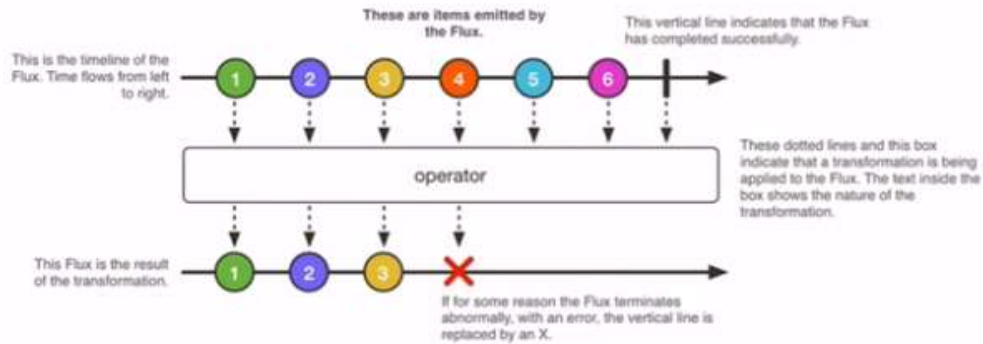 These are items emitted by
the Flux.
This vertical line indicates that the Flux
has completed successfully.
This is the timeline of the
Flux. Time flows from left
to right.
1 2 3 4 5 6
These dotted lines and this box
indicate that a transformation is being
applied to the Flux. The text inside the
box shows the nature of the
transformation.
operator
This Flux is the result
of the transformation.
1 2 3
If for some reason the Flux terminates
abnormally, with an error, the vertical line is
replaced by an X.